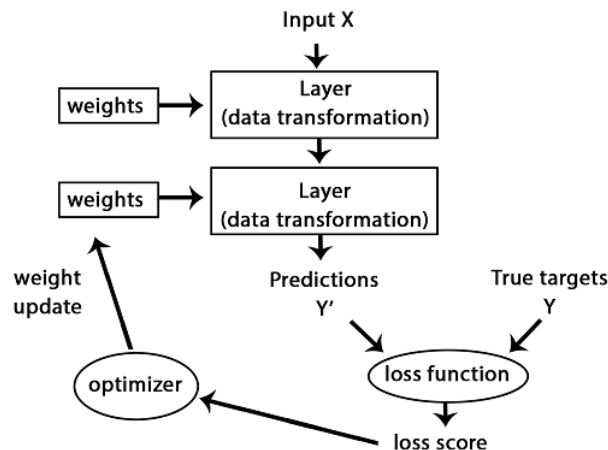 Input X
weights
Layer
(data transformation)
weights
Layer
(data transformation)
weight
update
Predictions
Y'
True targets
Y
optimizer
loss function
loss score